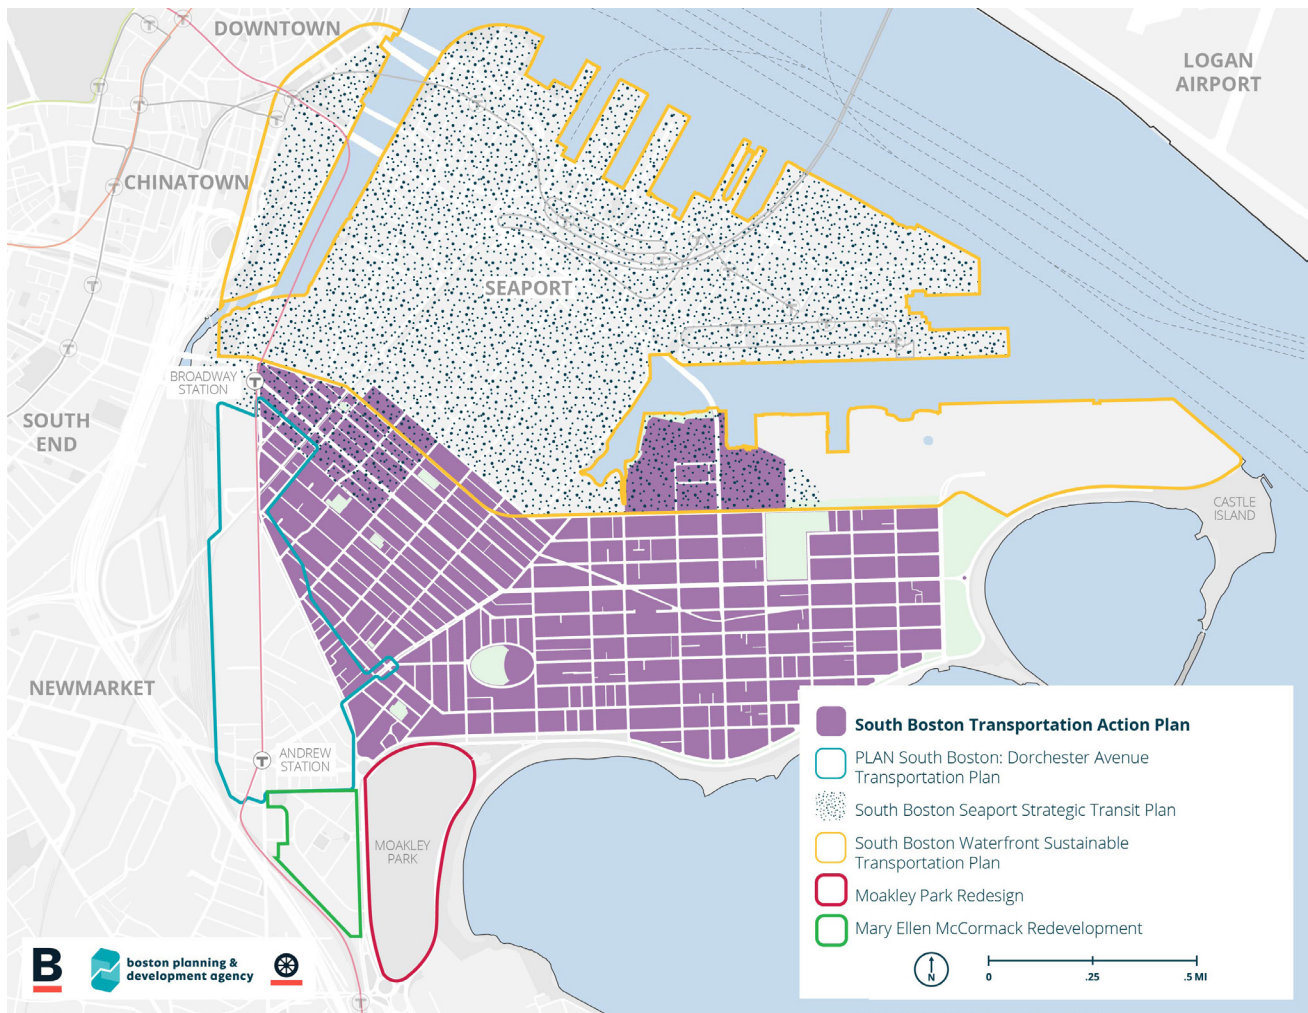 DOWNTOWN
LOGAN
AIRPORT
T
T
T
T
T
CHINATOWN
T
T
SEAPORT
T
T
BROADWAY
STATION
T
SOUTH
END
CASTLE
ISLAND
NEWMARKET
ANDREW
STATION
T
MOAKLEY
PARK
South Boston Transportation Action Plan
PLAN South Boston: Dorchester Avenue
Transportation Plan
South Boston Seaport Strategic Transit Plan
South Boston Waterfront Sustainable
Transportation Plan
Moakley Park Redesign
Mary Ellen McCormack Redevelopment
N
0 .25 .5 MI
B
boston planning &
development agency
T